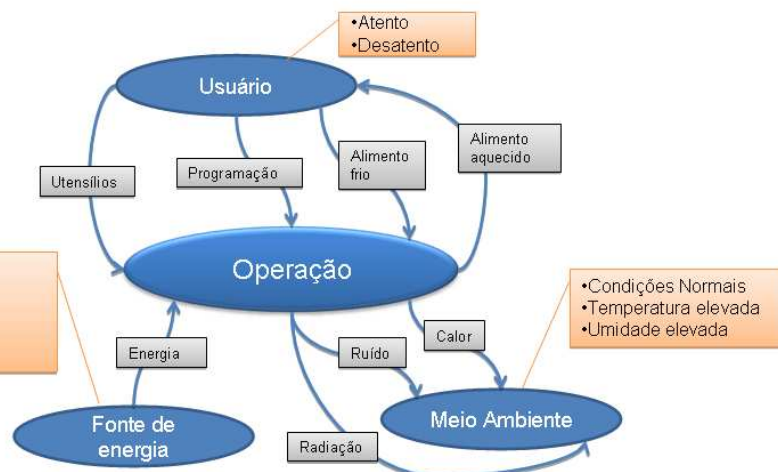 •Atento
•Desatento
Usuário
Utensílios
Programação
Alimento
frio
Alimento
aquecido
Operação
•Condições Normais
•Temperatura elevada
•Umidade elevada
Energia
Ruído
Calor
Fonte de
energia
Radiação
Meio Ambiente